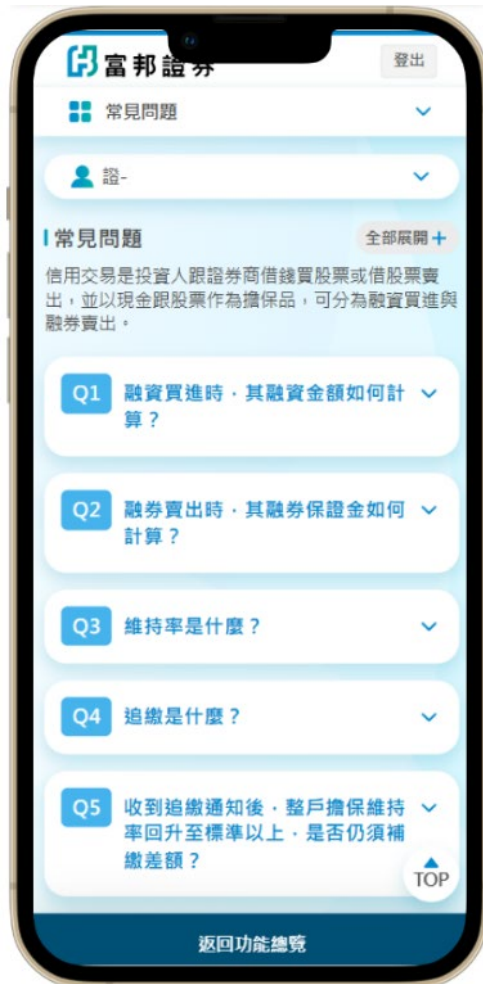 富邦證券
登出
常見問題
證-
常見問題
全部展開+
信用交易是投資人跟證券商借錢買股票或借股票賣
出，並以現金跟股票作為擔保品，可分為融資買進與
融券賣出。
Q1 融資買進時，其融資金額如何計
算？
Q2 融券賣出時，其融券保證金如何
計算？
Q3 維持率是什麼？
Q4 追繳是什麼？
Q5 收到追繳通知後，整戶擔保維持
率回升至標準以上，是否仍須補
繳差額？
TOP
返回功能總覽